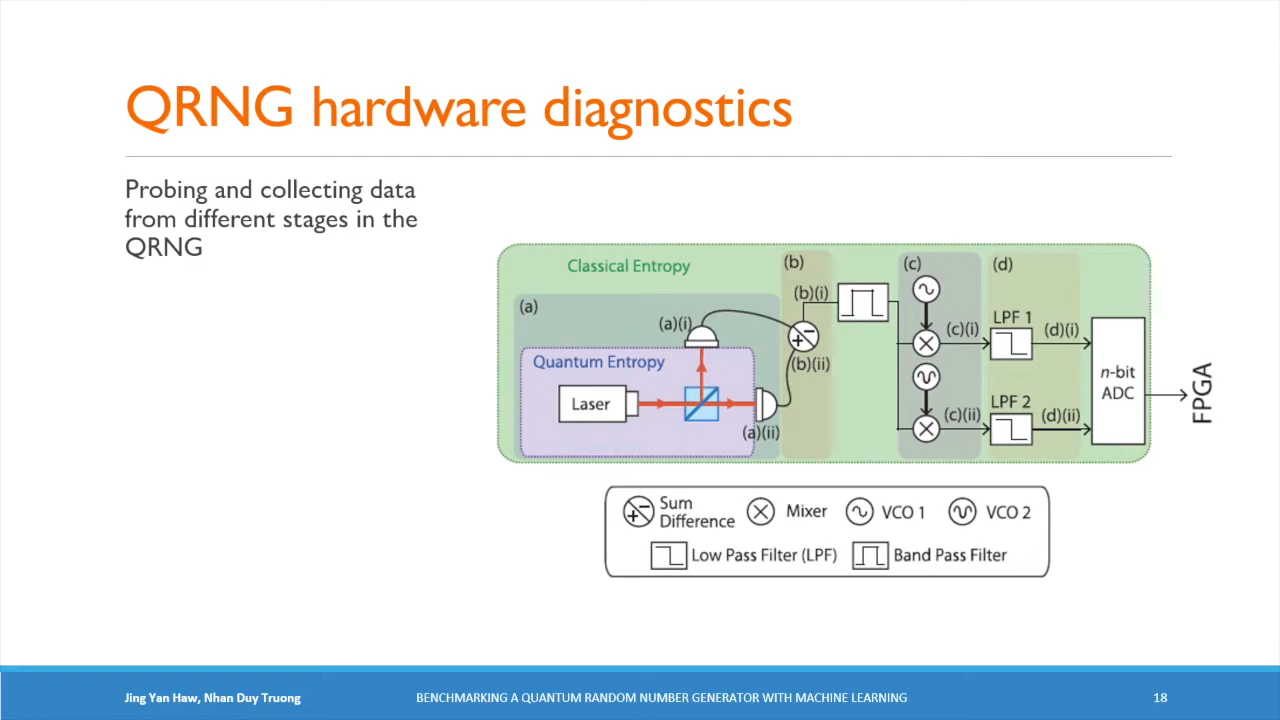 QRNG hardware diagnostics
Probing and collecting data
from different stages in the
QRNG
Classical Entropy
(a)
(a)(i)
Quantum Entropy
Laser
(a)(ii)
(b)
(b)(i)
(b)(ii)
(c)
(c)(i)
(c)(ii)
(d)
LPF 1
(d)(i)
LPF 2
(d)(ii)
n-bit
ADC
FPGA
Sum
Difference
Mixer
VCO 1
VCO 2
Low Pass Filter (LPF)
Band Pass Filter
Jing Yan Haw, Nhan Duy Truong
BENCHMARKING A QUANTUM RANDOM NUMBER GENERATOR WITH MACHINE LEARNING
18